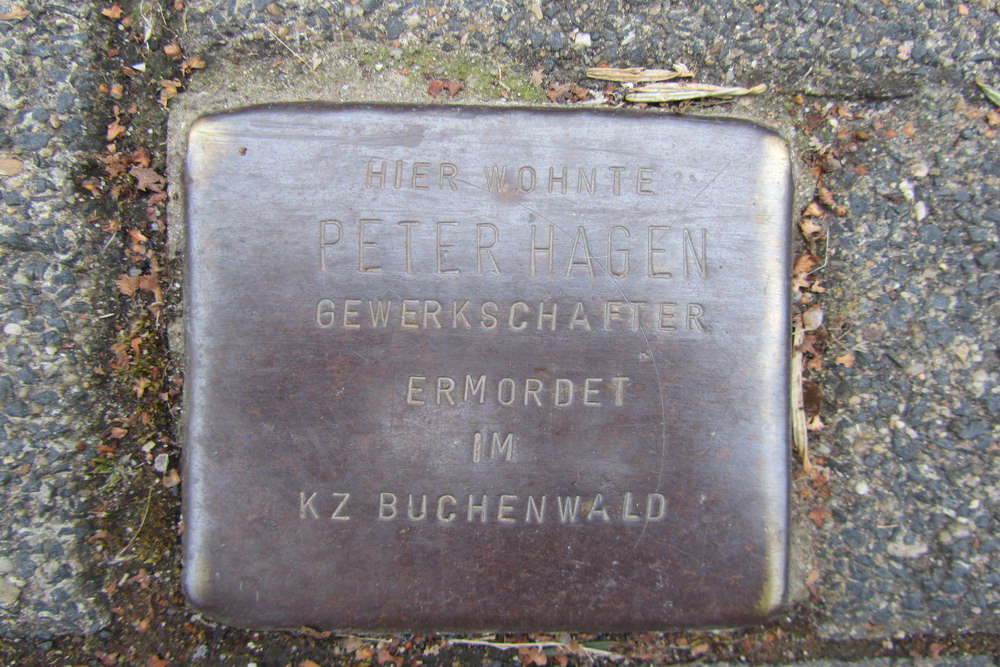 HIER WOHNTE
PETER HAGEN
GEWERKSCHAFTER
ERMORDET
IM
KZ BUCHENWALD